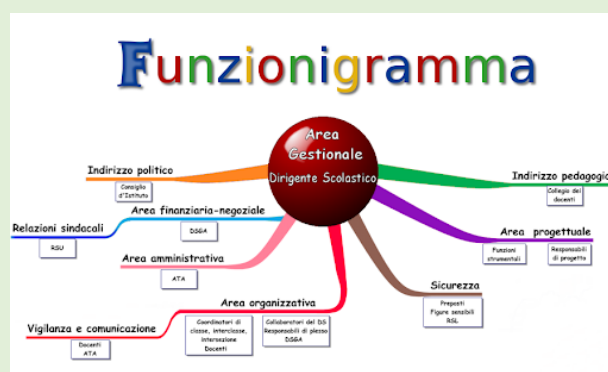 Funzionigramma
Area
Gestionale
Dirigente Scolastico
Indirizzo politico
Consiglio
d'Istituto
Indirizzo pedagogic
Collegio dei
docenti
Area finanziaria-negoziale
DSGA
Relazioni sindacali
RSU
Area progettuale
Funzioni
strumentali
Responsabili
di progetto
Area amministrativa
ATA
Sicurezza
Preposti
Figure sensibili
RSL
Area organizzativa
Coordinatori di
classe, interclasse,
intersezione
Docenti
Collaboratori del DS
Responsabili di plesso
DSGA
Vigilanza e comunicazione
Docenti
ATA